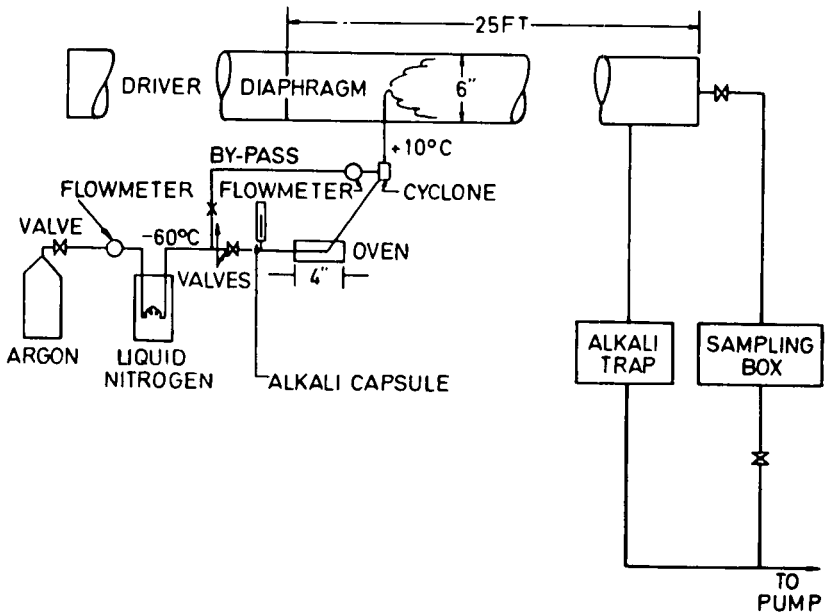 25FT
DRIVER
DIAPHRAGM
6"
+10°C
BY-PASS
FLOWMETER
FLOWMETER
CYCLONE
VALVE
-60°C
OVEN
VALVES
4"
ARGON
LIQUID
NITROGEN
ALKALI CAPSULE
ALKALI
TRAP
SAMPLING
BOX
TO
PUMP